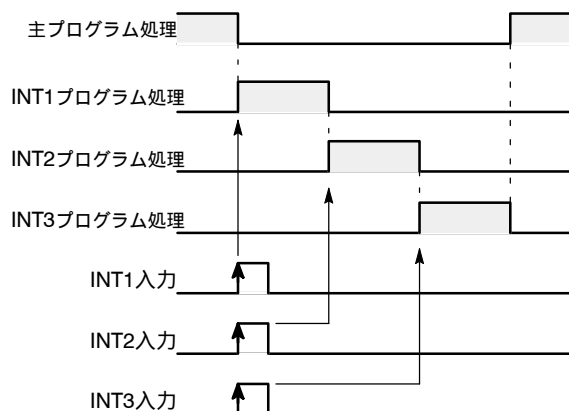 主プログラム処理
INT1プログラム処理
INT2プログラム処理
INT3プログラム処理
INT1入力
INT2入力
INT3入力